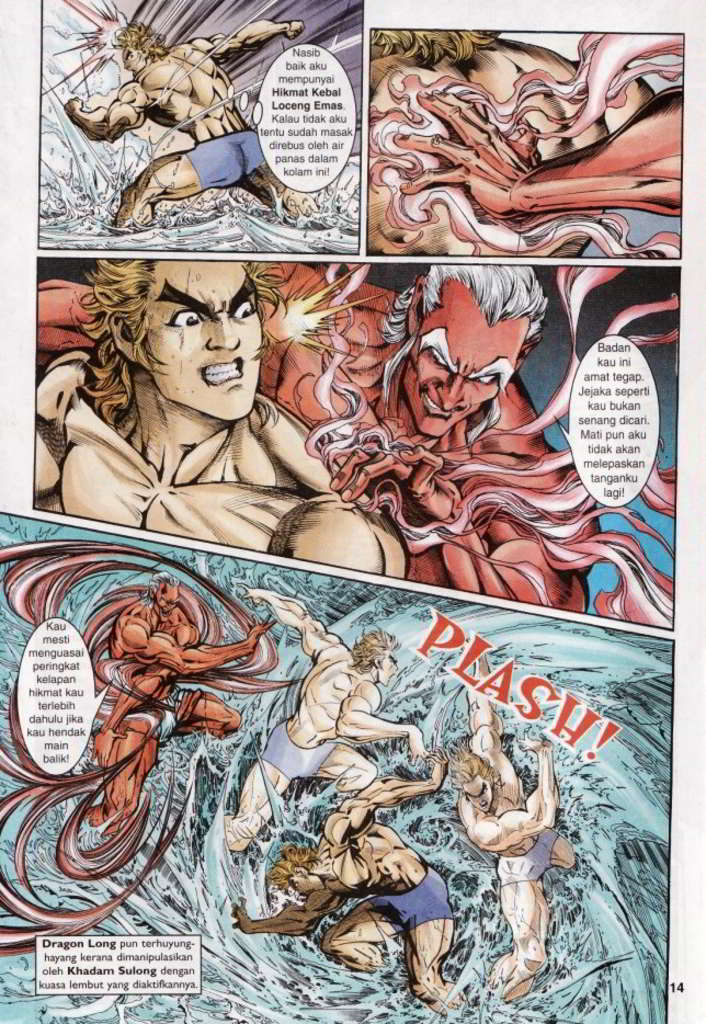 Nasib
baik aku
mempunyai
Hikmat Kebal
Loceng Emas.
Kalau tidak aku
tentu sudah masak
direbus oleh air
panas dalam
kolam ini!
Badan
kau ini
amat tegap.
Jejaka seperti
kau bukan
senang dicari.
Mati pun aku
tidak akan
melepaskan
tanganku
lagi!
Kau
mesti
menguasai
peringkat
kelapan
hikmat kau
terlebih
dahulu jika
kau hendak
main
balik!
PLASH!
Dragon Long pun terhuyung-
hayang kerana dimanipulasikan
oleh Khadam Sulong dengan
kuasa lembut yang diaktifkannya.
14